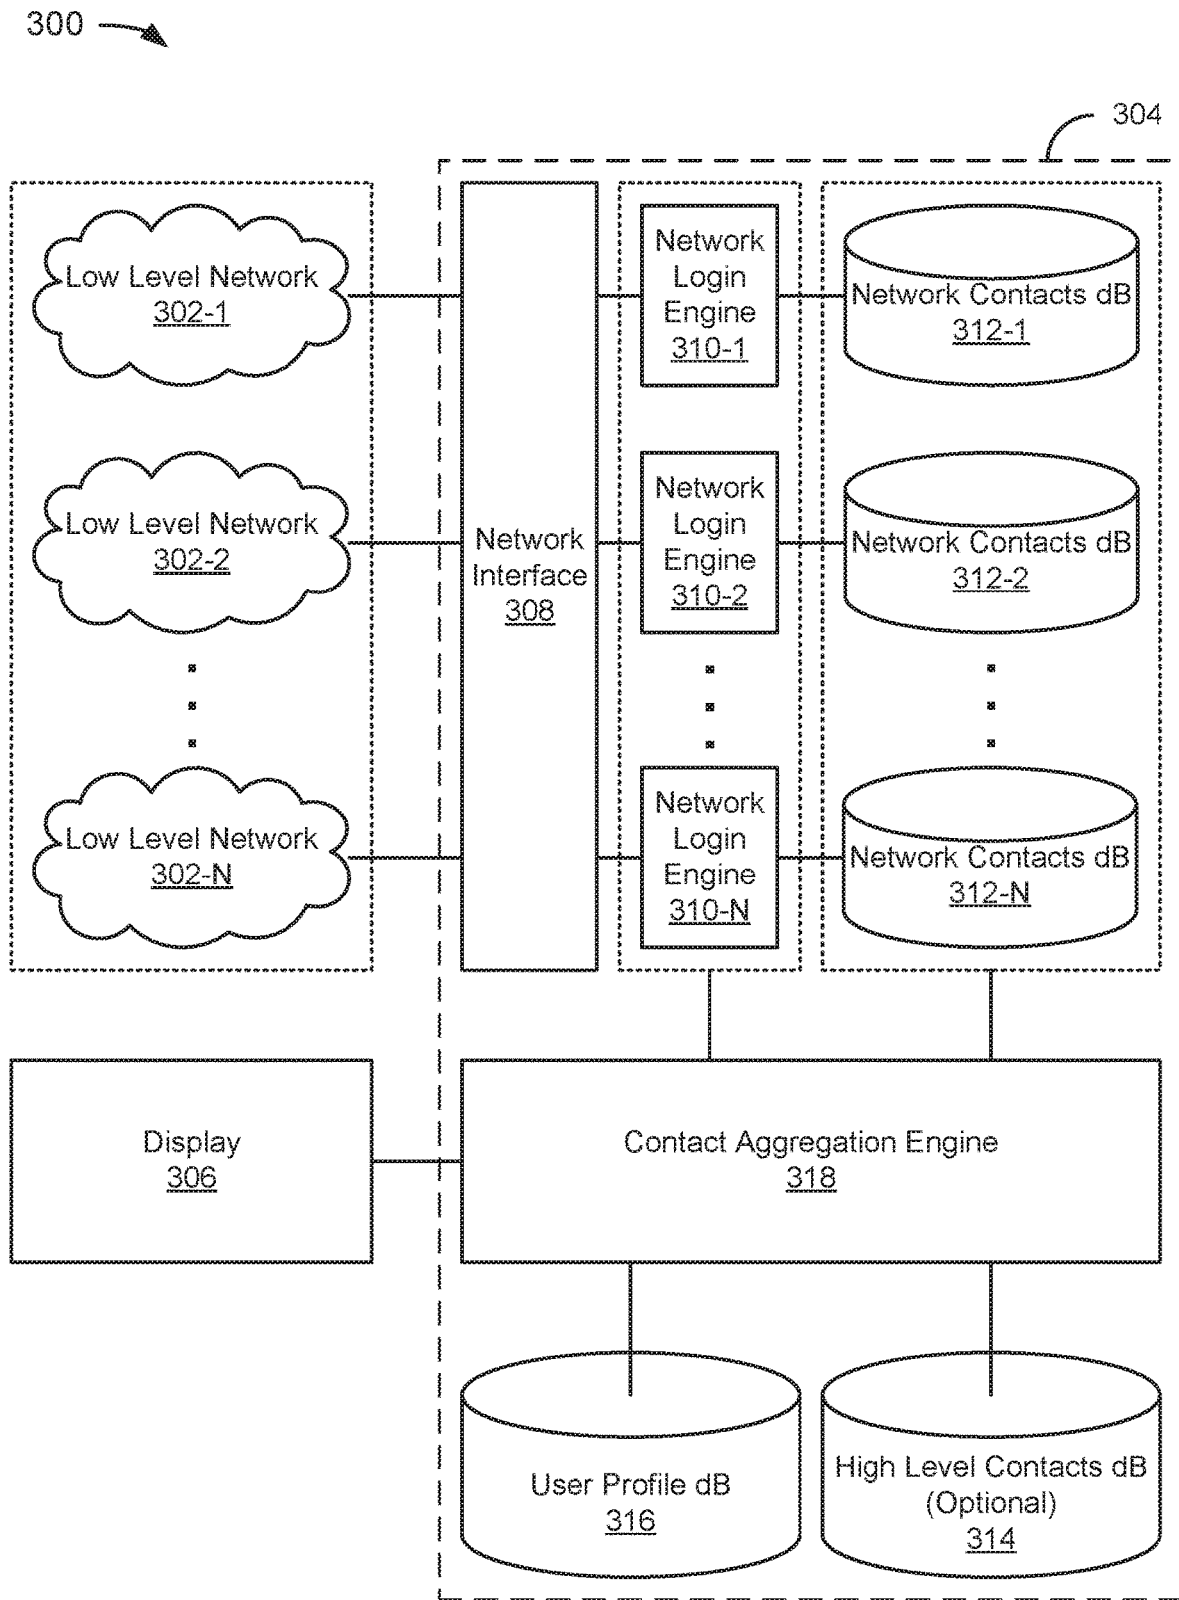 300
304
Low Level Network
302-1
Network
Login
Engine
310-1
Network Contacts dB
312-1
Low Level Network
302-2
Network
Interface
308
Network
Login
Engine
310-2
Network Contacts dB
312-2
Low Level Network
302-N
Network
Login
Engine
310-N
Network Contacts dB
312-N
Display
306
Contact Aggregation Engine
318
User Profile dB
316
High Level Contacts dB
(Optional)
314